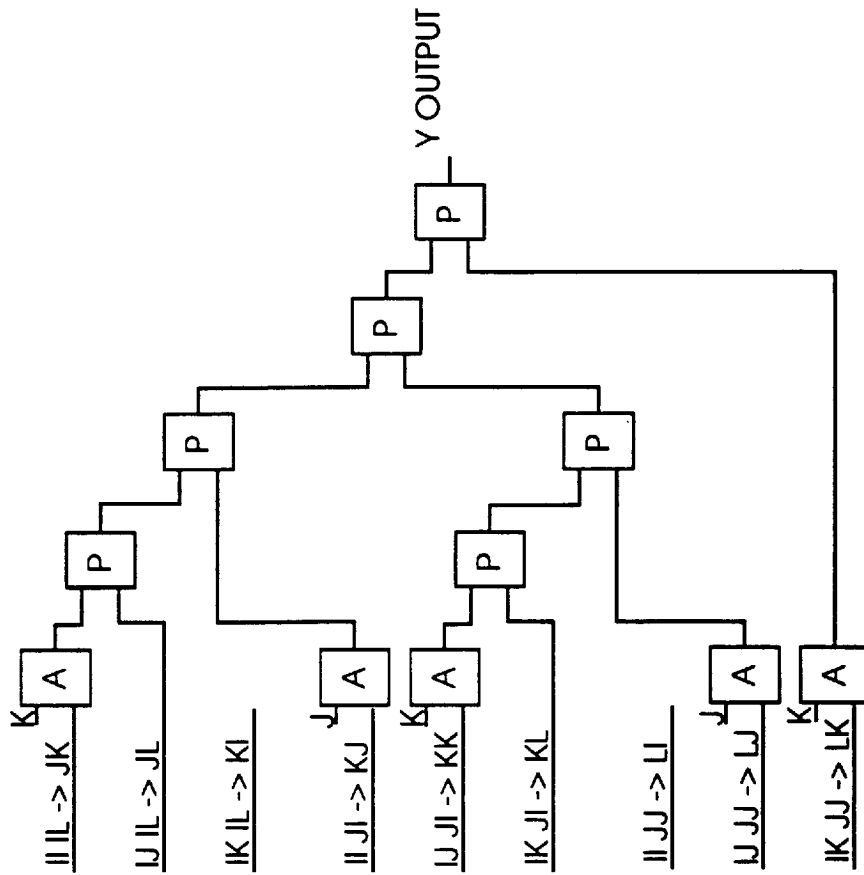 II IL -> JK
K
A
IJ IL -> JL
P
IK IL -> KI
P
II JI -> KJ
J
A
P
IJ JI -> KK
K
A
IK JI -> KL
P
P
II JJ -> LI
IJ JJ -> LJ
J
A
IK JJ -> LK
K
A
P
Y OUTPUT